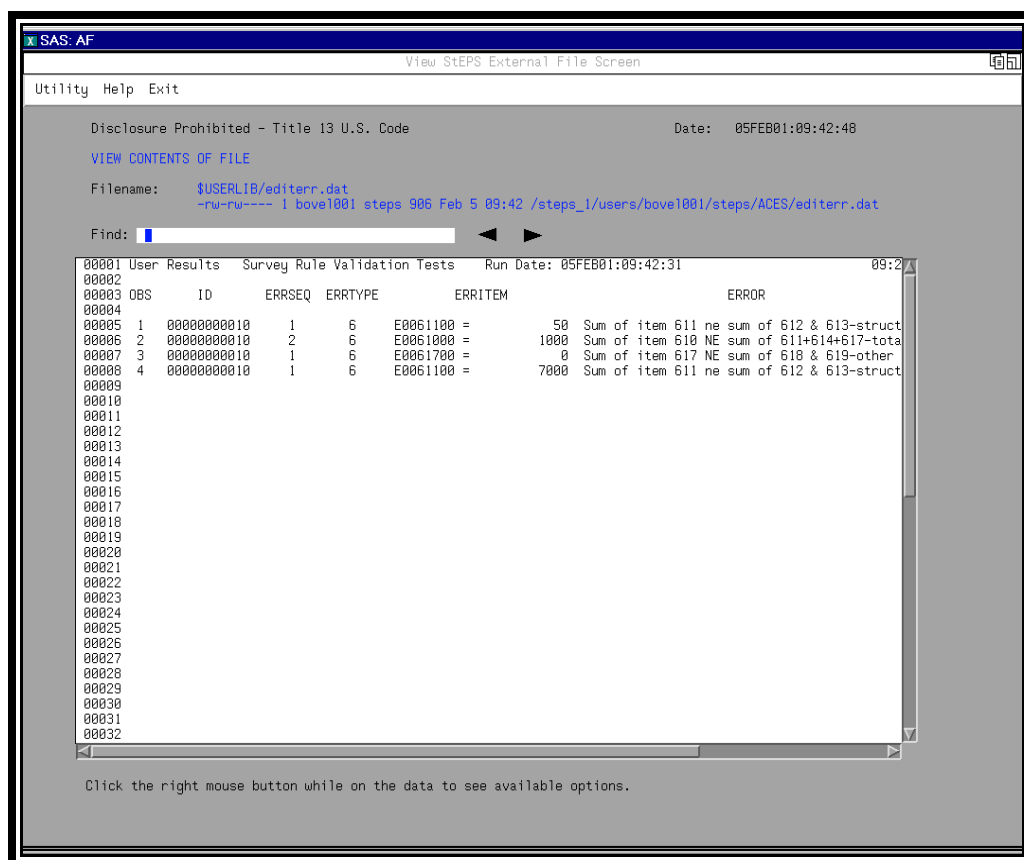 X SAS: AF
View StEPS External File Screen
Utility Help Exit
Disclosure Prohibited - Title 13 U.S. Code Date: 05FEB01:09:42:48
VIEW CONTENTS OF FILE
Filename: $USERLIB/editerr.dat
-rw-rw---- 1 bovel001 steps 906 Feb 5 09:42 /steps_1/users/bovel001/steps/ACES/editerr.dat
Find:
00001 User Results Survey Rule Validation Tests Run Date: 05FEB01:09:42:31 09:2
00002
00003 OBS ID ERRSEQ ERRTYPE ERRITEM ERROR
00004
00005 1 00000000010 1 6 E0061100 = 50 Sum of item 611 ne sum of 612 & 613-struct
00006 2 00000000010 2 6 E0061000 = 1000 Sum of item 610 NE sum of 611+614+617-tota
00007 3 00000000010 1 6 E0061700 = 0 Sum of item 617 NE sum of 618 & 619-other
00008 4 00000000010 1 6 E0061100 = 7000 Sum of item 611 ne sum of 612 & 613-struct
00009
00010
00011
00012
00013
00014
00015
00016
00017
00018
00019
00020
00021
00022
00023
00024
00025
00026
00027
00028
00029
00030
00031
00032
Click the right mouse button while on the data to see available options.